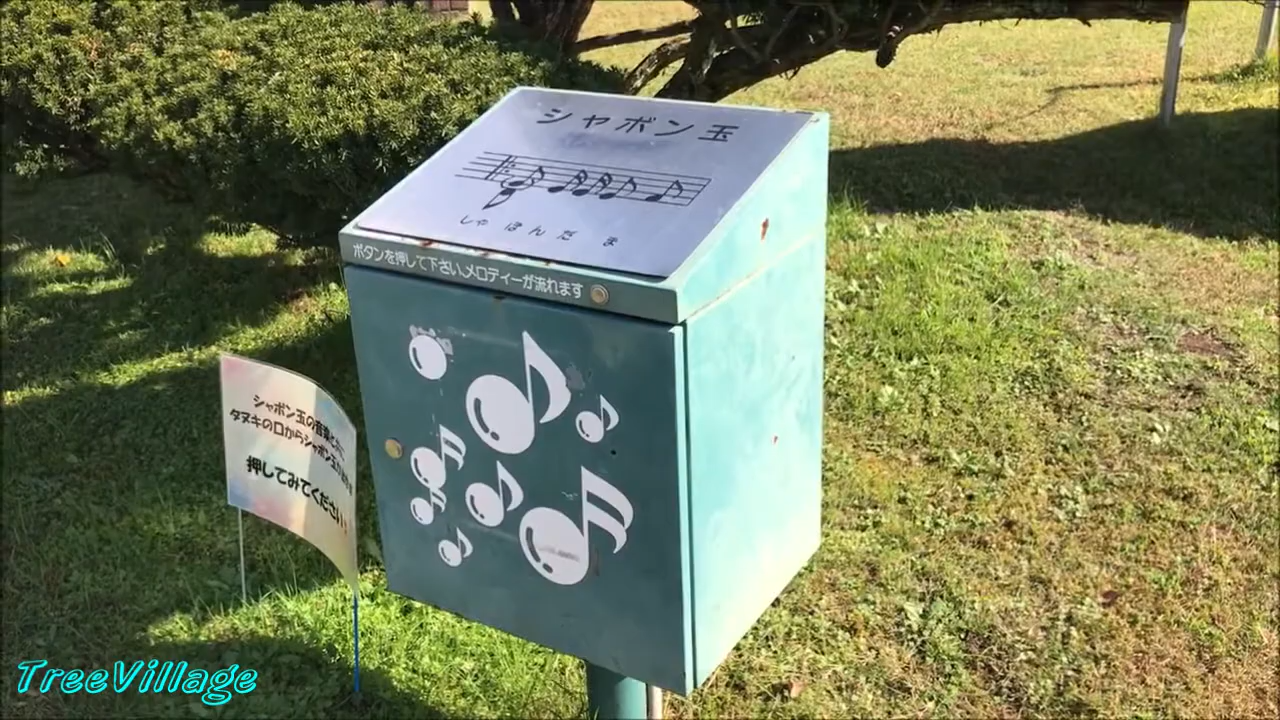 シャボン玉
しゃ ぼ ん だ ま
ボタンを押して下さい、メロディーが流れます
シャボン玉の音楽と
タヌキの口からシャボン玉が
押してみてください！
TreeVillage